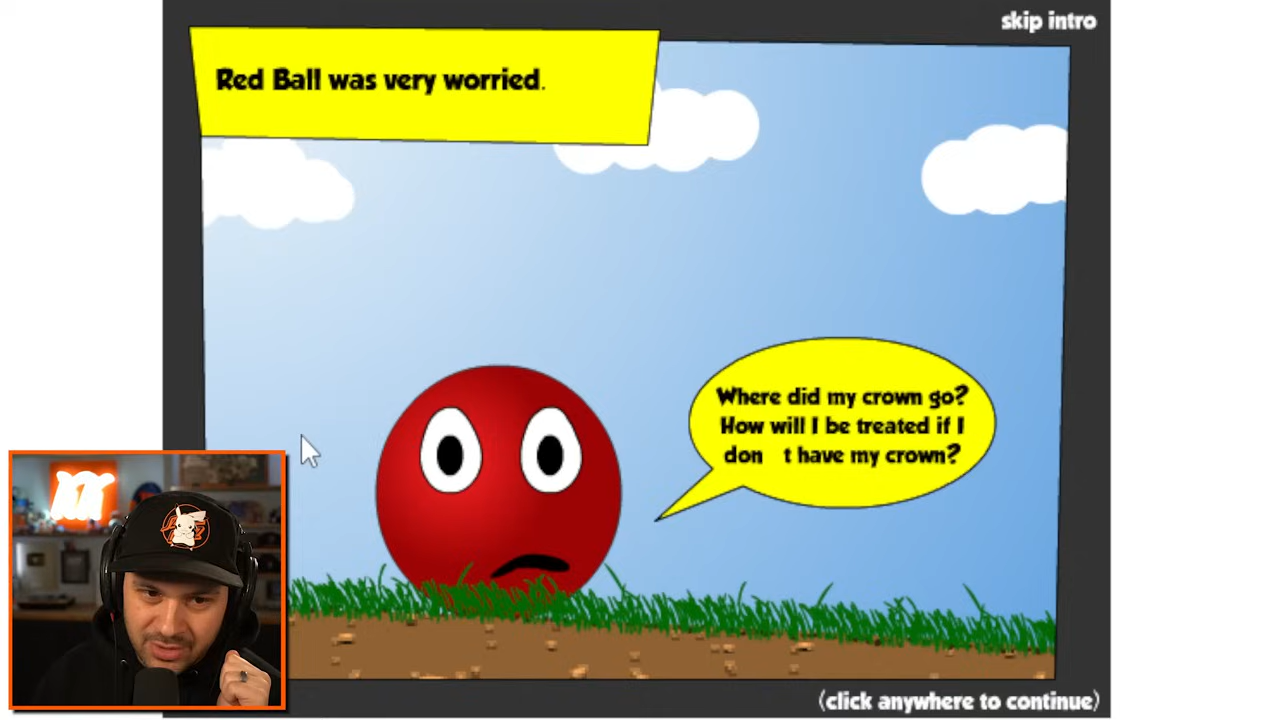 skip intro
Red Ball was very worried.
Where did my crown go?
How will I be treated if I
don t have my crown?
(click anywhere to continue)